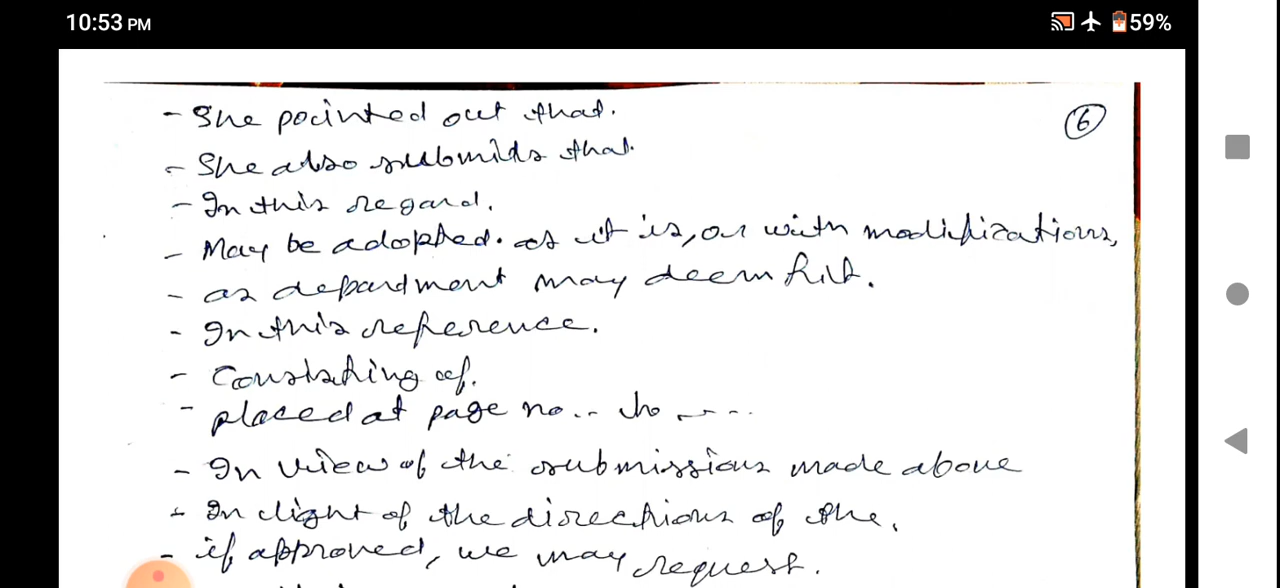 10:53 PM
59%
- She pointed out that.
6
- She also submits that.
- In this regard.
- May be adopted. as it is, or with modifications,
- as department may deem fit.
- In this reference.
- Consisting of.
- placed at page no... to ----
- In view of the submissions made above
- In light of the directions of the.
- if approved, we may request.